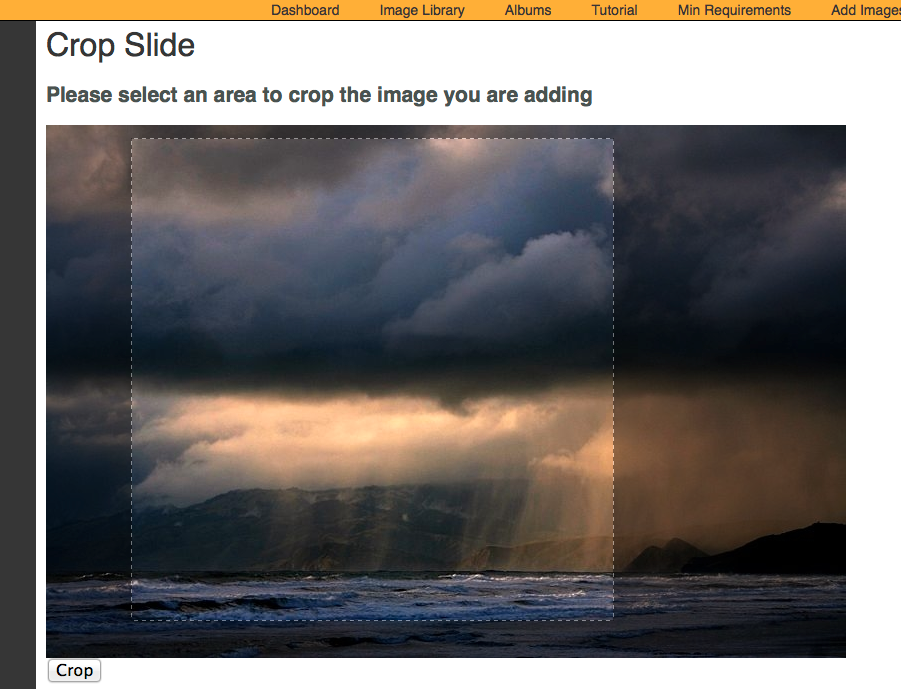 Dashboard Image Library Albums Tutorial Min Requirements Add Images
Crop Slide
Please select an area to crop the image you are adding
Crop